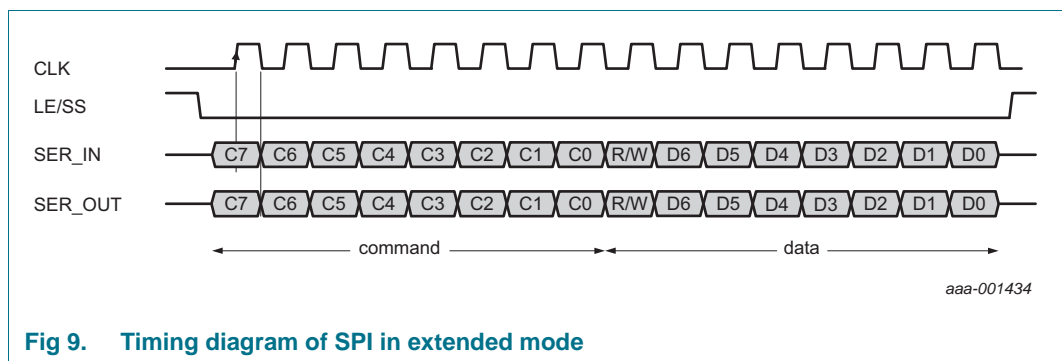 CLK
LE/SS
SER_IN C7 C6 C5 C4 C3 C2 C1 C0 R/W D6 D5 D4 D3 D2 D1 D0
SER_OUT C7 C6 C5 C4 C3 C2 C1 C0 R/W D6 D5 D4 D3 D2 D1 D0
command data
aaa-001434
Fig 9. Timing diagram of SPI in extended mode